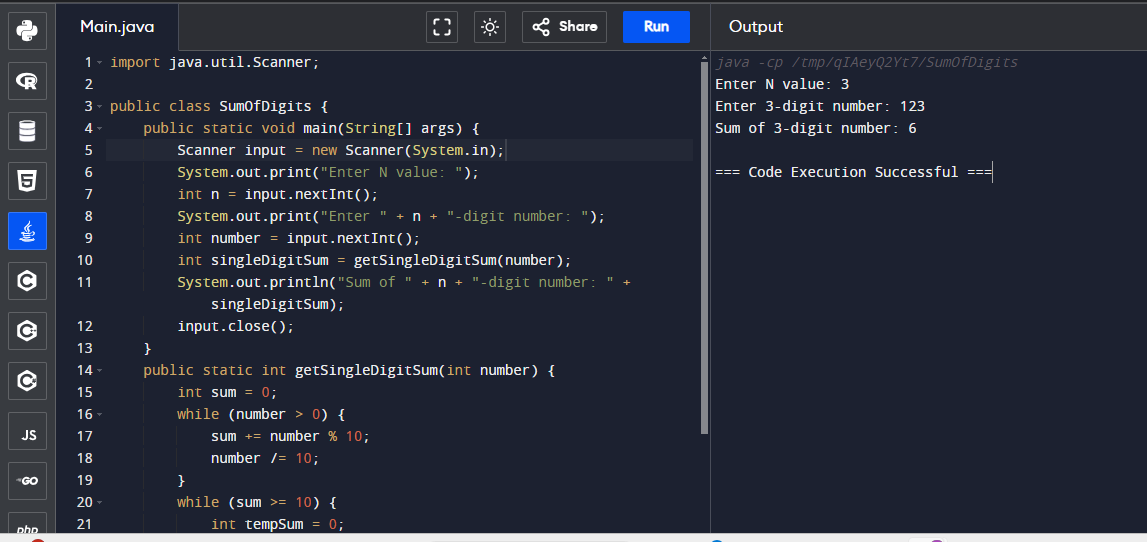 Main.java
Share
Run
Output
1 import java.util.Scanner;
2
3 public class SumOfDigits {
4 public static void main(String[] args) {
5 Scanner input = new Scanner(System.in);
6 System.out.print("Enter N value: ");
7 int n = input.nextInt();
8 System.out.print("Enter " + n + "-digit number: ");
9 int number = input.nextInt();
10 int singleDigitSum = getSingleDigitSum(number);
11 System.out.println("Sum of " + n + "-digit number: " +
singleDigitSum);
12 input.close();
13 }
14 public static int getSingleDigitSum(int number) {
15 int sum = 0;
16 while (number > 0) {
17 sum += number % 10;
18 number /= 10;
19 }
20 while (sum >= 10) {
21 int tempSum = 0;
java -cp /tmp/qIAeyQ2Yt7/SumOfDigits
Enter N value: 3
Enter 3-digit number: 123
Sum of 3-digit number: 6
=== Code Execution Successful ===
R
5
C
C
C
JS
GO
php